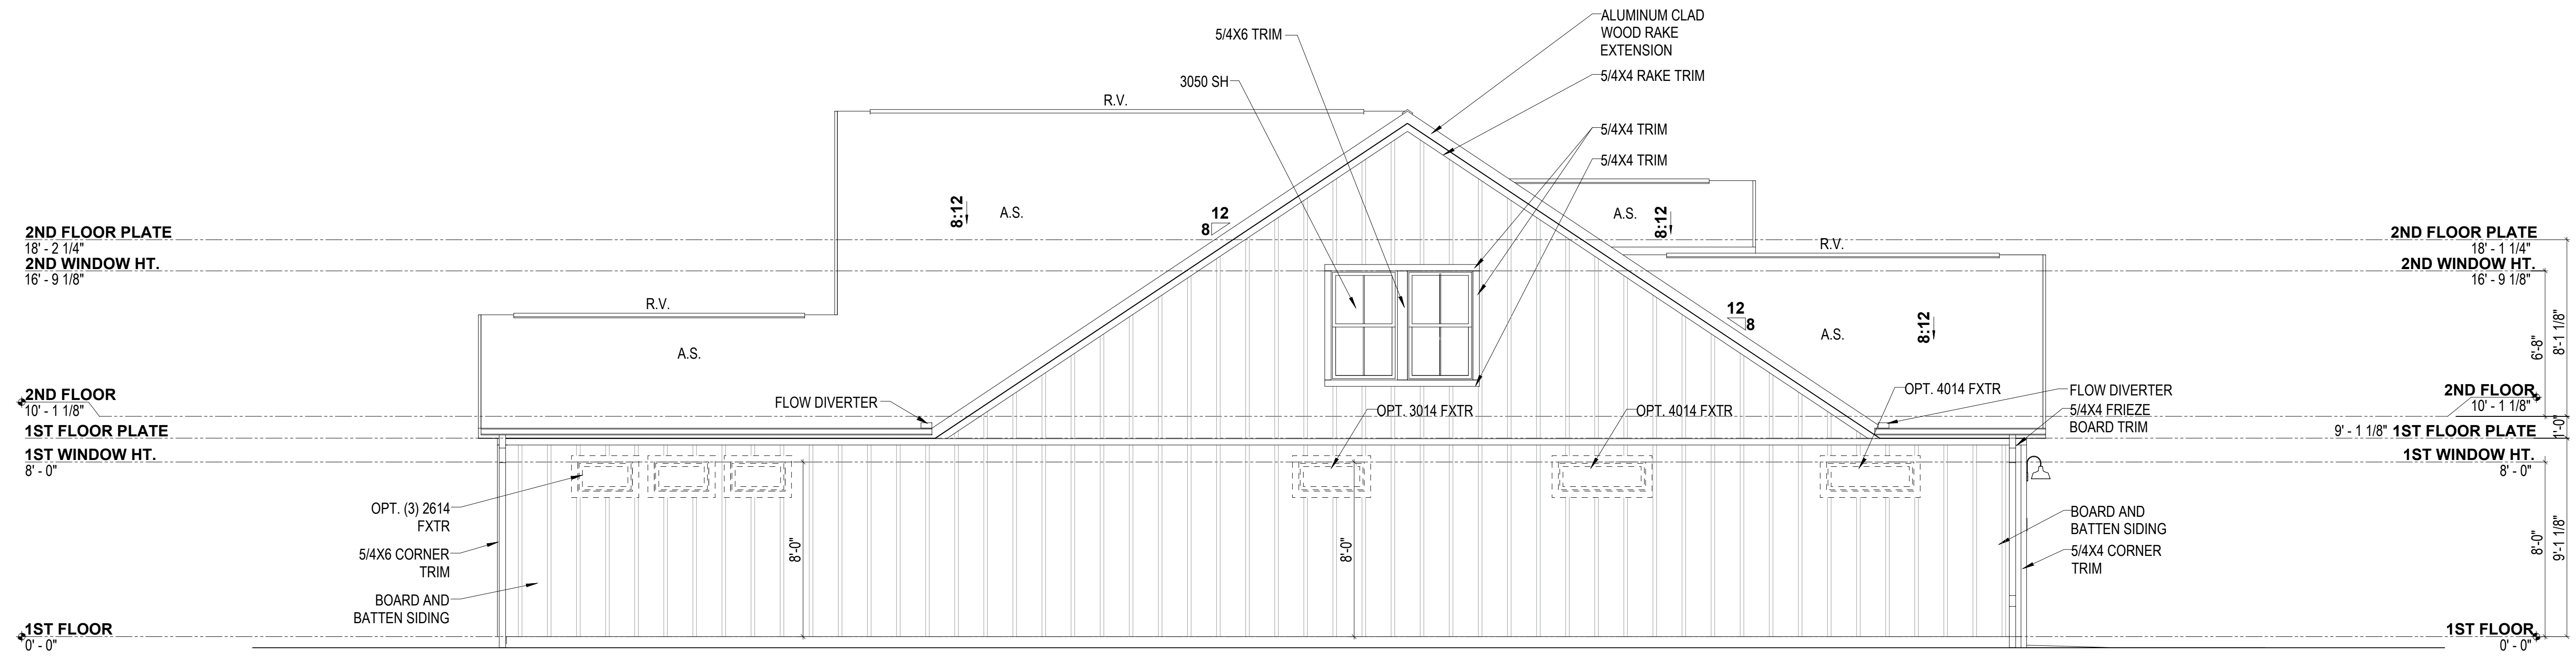 ALUMINUM CLAD
WOOD RAKE
EXTENSION
5/4X6 TRIM
5/4X4 RAKE TRIM
3050 SH
R.V.
5/4X4 TRIM
5/4X4 TRIM
8:12
A.S.
12
8
A.S.
8:12
2ND FLOOR PLATE
18' - 2 1/4"
2ND WINDOW HT.
16' - 9 1/8"
2ND FLOOR PLATE
18' - 1 1/4"
2ND WINDOW HT.
16' - 9 1/8"
R.V.
R.V.
12
8
8:12
A.S.
A.S.
6'-8"
8'-1 1/8"
2ND FLOOR
10' - 1 1/8"
FLOW DIVERTER
OPT. 3014 FXTR
OPT. 4014 FXTR
OPT. 4014 FXTR
FLOW DIVERTER
5/4X4 FRIEZE
BOARD TRIM
2ND FLOOR
10' - 1 1/8"
1'-0"
1ST FLOOR PLATE
9' - 1 1/8" 1ST FLOOR PLATE
1ST WINDOW HT.
8' - 0"
1ST WINDOW HT.
8' - 0"
OPT. (3) 2614
FXTR
5/4X6 CORNER
TRIM
BOARD AND
BATTEN SIDING
8'-0"
8'-0"
BOARD AND
BATTEN SIDING
5/4X4 CORNER
TRIM
8'-0"
9'-1 1/8"
1ST FLOOR
0' - 0"
1ST FLOOR
0' - 0"